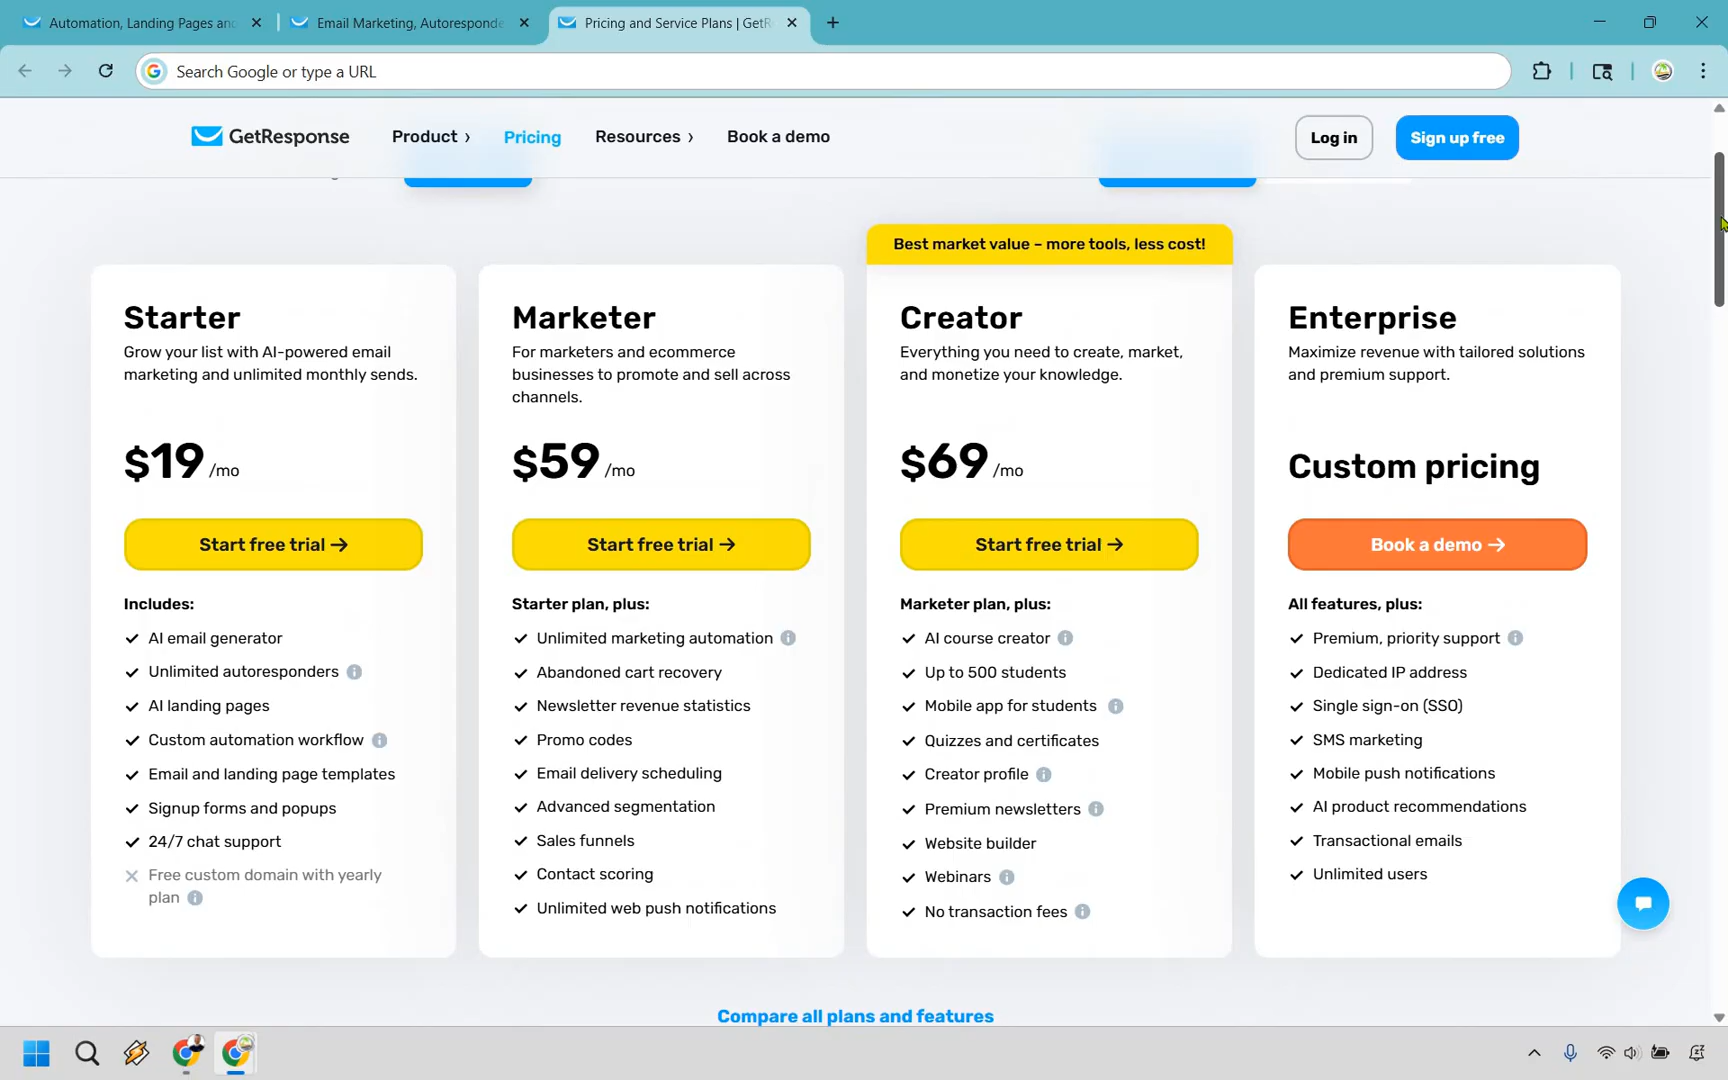 Automation, Landing Pages and
Email Marketing, Autoresponde
Pricing and Service Plans | GetR
Search Google or type a URL
GetResponse
Product ›
Pricing
Resources ›
Book a demo
Log in
Sign up free
Best market value – more tools, less cost!
Starter
Grow your list with AI-powered email
marketing and unlimited monthly sends.
$19 /mo
Start free trial →
Includes:
AI email generator
Unlimited autoresponders
AI landing pages
Custom automation workflow
Email and landing page templates
Signup forms and popups
24/7 chat support
Free custom domain with yearly
plan
Marketer
For marketers and ecommerce
businesses to promote and sell across
channels.
$59 /mo
Start free trial →
Starter plan, plus:
Unlimited marketing automation
Abandoned cart recovery
Newsletter revenue statistics
Promo codes
Email delivery scheduling
Advanced segmentation
Sales funnels
Contact scoring
Unlimited web push notifications
Creator
Everything you need to create, market,
and monetize your knowledge.
$69 /mo
Start free trial →
Marketer plan, plus:
AI course creator
Up to 500 students
Mobile app for students
Quizzes and certificates
Creator profile
Premium newsletters
Website builder
Webinars
No transaction fees
Enterprise
Maximize revenue with tailored solutions
and premium support.
Custom pricing
Book a demo →
All features, plus:
Premium, priority support
Dedicated IP address
Single sign-on (SSO)
SMS marketing
Mobile push notifications
AI product recommendations
Transactional emails
Unlimited users
Compare all plans and features